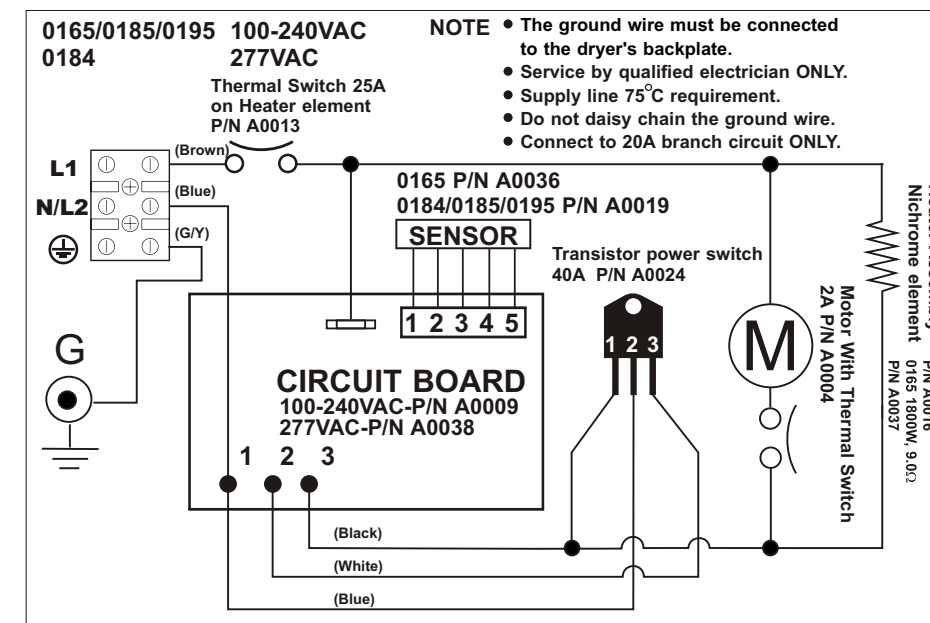 0165/0185/0195 100-240VAC
0184 277VAC
NOTE
● The ground wire must be connected
to the dryer's backplate.
● Service by qualified electrician ONLY.
● Supply line 75°C requirement.
● Do not daisy chain the ground wire.
● Connect to 20A branch circuit ONLY.
Thermal Switch 25A
on Heater element
P/N A0013
L1
N/L2
(Brown)
(Blue)
(G/Y)
G
0165 P/N A0036
0184/0185/0195 P/N A0019
SENSOR
1 2 3 4 5
Transistor power switch
40A P/N A0024
1 2 3
CIRCUIT BOARD
100-240VAC-P/N A0009
277VAC-P/N A0038
1 2 3
(Black)
(White)
(Blue)
M
Motor With Thermal Switch
2A P/N A0004
Nichrome element
P/N A0016
0165 1800W, 9.0Ω
P/N A0037